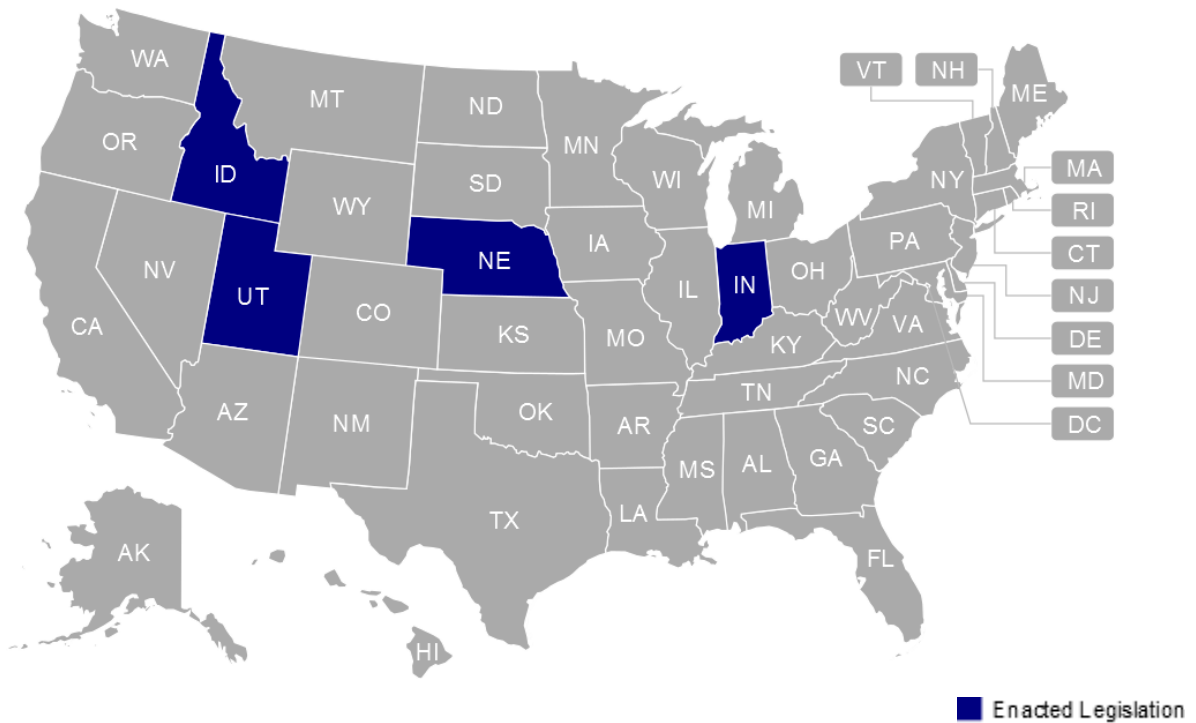 WA
MT
ND
MN
VT
NH
ME
OR
ID
SD
WI
MI
NY
MA
WY
RI
IA
PA
CT
NV
NE
IL
IN
OH
NJ
UT
CO
KS
MO
WV
VA
DE
CA
KY
MD
AZ
NM
OK
AR
TN
NC
DC
SC
MS
AL
GA
TX
LA
AK
FL
HI
Enacted Legislation